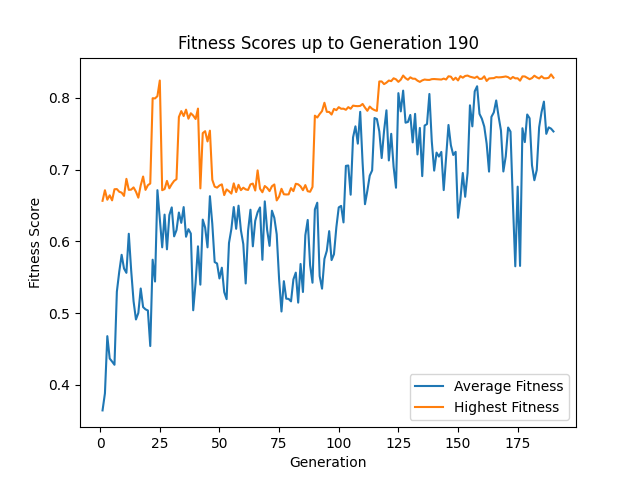 Fitness Scores up to Generation 190
Fitness Score
0.8
0.7
0.6
0.5
0.4
0 25 50 75 100 125 150 175
Generation
Average Fitness
Highest Fitness